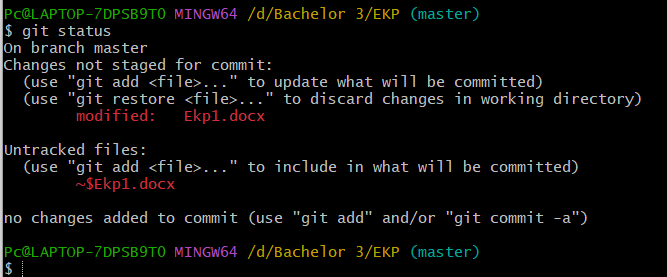 Pc@LAPTOP-7DPSB9TO MINGW64 /d/Bachelor 3/EKP (master)
$ git status
On branch master
Changes not staged for commit:
  (use "git add <file>..." to update what will be committed)
  (use "git restore <file>..." to discard changes in working directory)
        modified:   Ekp1.docx

Untracked files:
  (use "git add <file>..." to include in what will be committed)
        ~$Ekp1.docx

no changes added to commit (use "git add" and/or "git commit -a")

Pc@LAPTOP-7DPSB9TO MINGW64 /d/Bachelor 3/EKP (master)
$